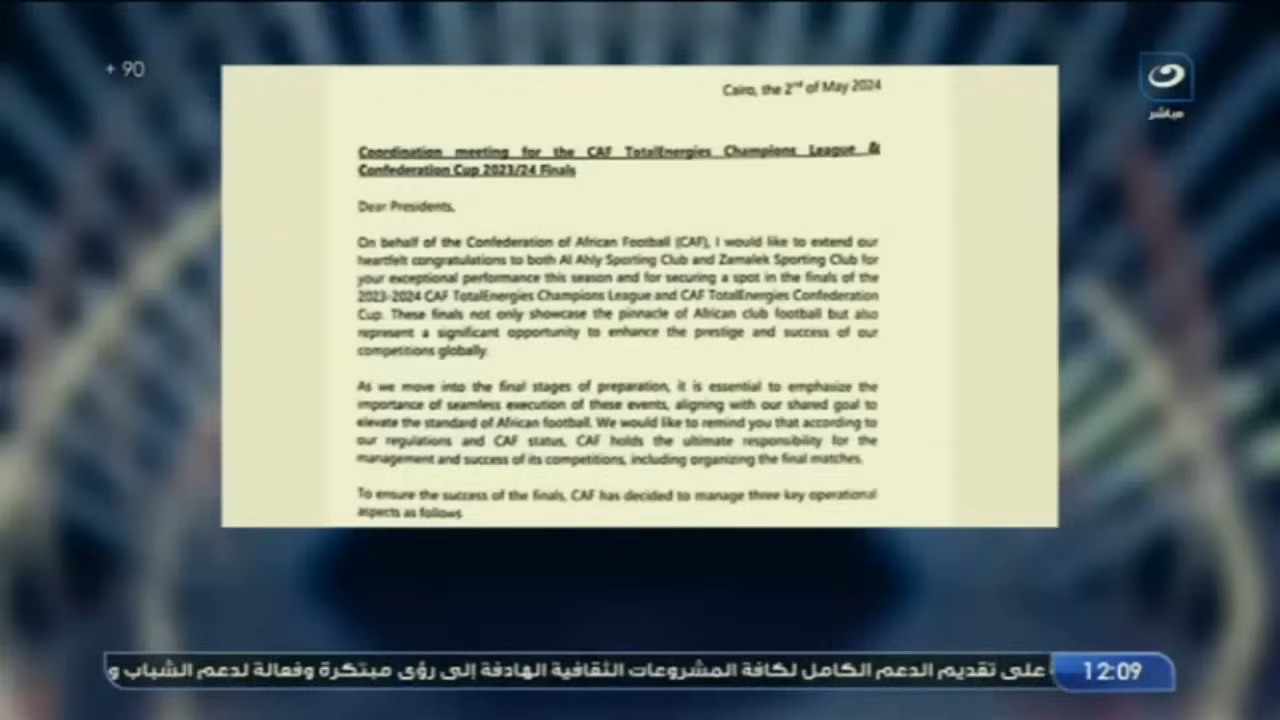 + 90
مباشر
Cairo, the 2nd of May 2024
Coordination meeting for the CAF TotalEnergies Champions League &
Confederation Cup 2023/24 Finals
Dear Presidents,
On behalf of the Confederation of African Football (CAF), I would like to extend our
heartfelt congratulations to both Al Ahly Sporting Club and Zamalek Sporting Club for
your exceptional performance this season and for securing a spot in the finals of the
2023-2024 CAF TotalEnergies Champions League and CAF TotalEnergies Confederation
Cup. These finals not only showcase the pinnacle of African club football but also
represent a significant opportunity to enhance the prestige and success of our
competitions globally.
As we move into the final stages of preparation, it is essential to emphasize the
importance of seamless execution of these events, aligning with our shared goal to
elevate the standard of African football. We would like to remind you that according to
our regulations and CAF status, CAF holds the ultimate responsibility for the
management and success of its competitions, including organizing the final matches.
To ensure the success of the finals, CAF has decided to manage three key operational
aspects as follows
على تقديم الدعم الكامل لكافة المشروعات الثقافية الهادفة إلى رؤى مبتكرة وفعالة لدعم الشباب و
12:09